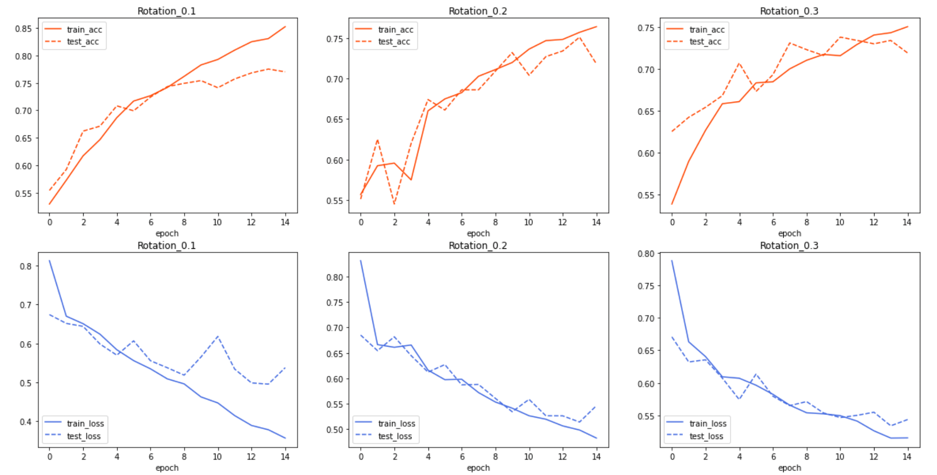 Rotation_0.1
0.85
0.80
0.75
0.70
0.65
0.60
0.55
train_acc
test_acc
0 2 4 6 8 10 12 14
epoch
Rotation_0.2
0.75
0.70
0.65
0.60
0.55
train_acc
test_acc
0 2 4 6 8 10 12 14
epoch
Rotation_0.3
0.75
0.70
0.65
0.60
0.55
train_acc
test_acc
0 2 4 6 8 10 12 14
epoch
Rotation_0.1
0.8
0.7
0.6
0.5
0.4
train_loss
test_loss
0 2 4 6 8 10 12 14
epoch
Rotation_0.2
0.80
0.75
0.70
0.65
0.60
0.55
0.50
train_loss
test_loss
0 2 4 6 8 10 12 14
epoch
Rotation_0.3
0.80
0.75
0.70
0.65
0.60
0.55
train_loss
test_loss
0 2 4 6 8 10 12 14
epoch